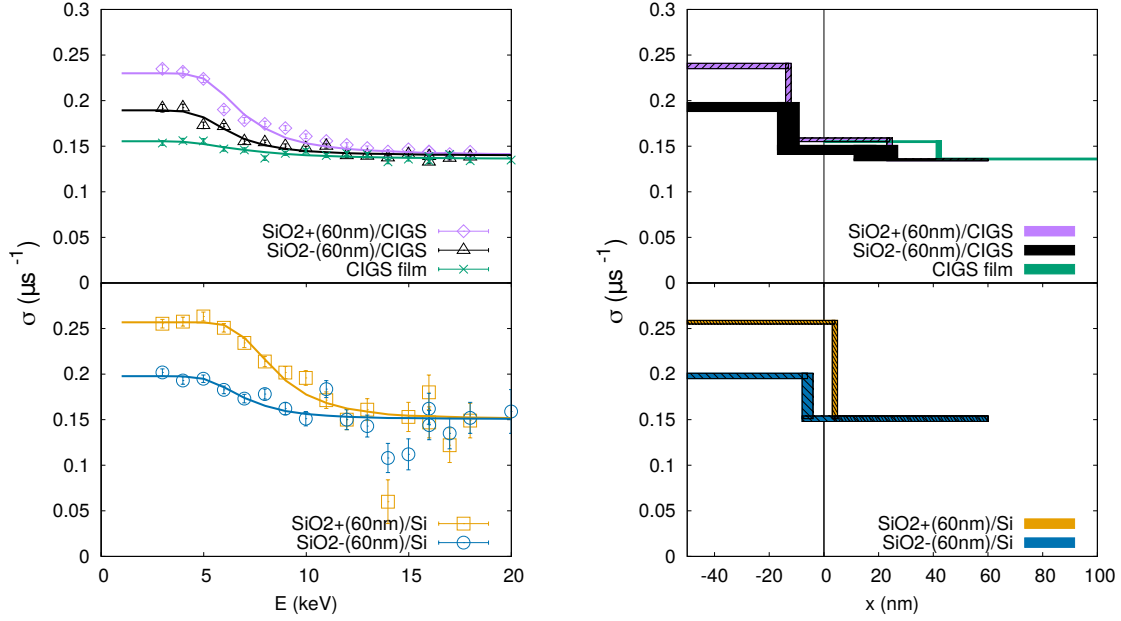 0.3
0.25
0.2
0.15
0.1
0.05
0
SiO2+(60nm)/CIGS
SiO2-(60nm)/CIGS
CIGS film
σ (μs⁻¹)
0.25
0.2
0.15
0.1
0.05
0
SiO2+(60nm)/Si
SiO2-(60nm)/Si
0 5 10 15 20
E (keV)
0.3
0.25
0.2
0.15
0.1
0.05
0
SiO2+(60nm)/CIGS
SiO2-(60nm)/CIGS
CIGS film
σ (μs⁻¹)
0.25
0.2
0.15
0.1
0.05
0
SiO2+(60nm)/Si
SiO2-(60nm)/Si
-40 -20 0 20 40 60 80 100
x (nm)